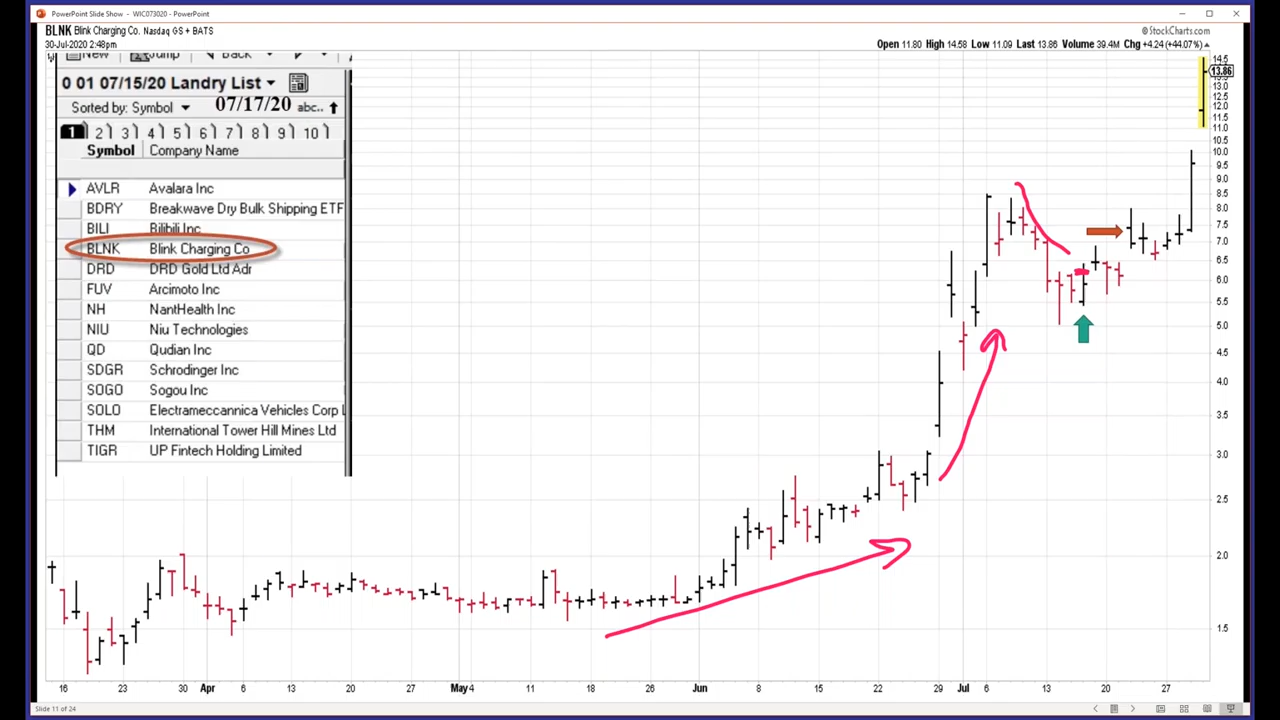 PowerPoint Slide Show - WIC073020 - PowerPoint
BLNK Blink Charging Co. Nasdaq GS + BATS
© StockCharts.com
30-Jul-2020 2:48pm
Open 11.80 High 14.58 Low 11.09 Last 13.86 Volume 39.4M Chg +4.24 (+44.07%)
New Jump Back
0 01 07/15/20 Landry List
Sorted by: Symbol 07/17/20 abc..
1 2 3 4 5 6 7 8 9 10
Symbol Company Name
AVLR Avalara Inc
BDRY Breakwave Dry Bulk Shipping ETF
BILI Bilibili Inc
BLNK Blink Charging Co
DRD DRD Gold Ltd Adr
FUV Arcimoto Inc
NH NantHealth Inc
NIU Niu Technologies
QD Qudian Inc
SDGR Schrodinger Inc
SOGO Sogou Inc
SOLO Electrameccanica Vehicles Corp
THM International Tower Hill Mines Ltd
TIGR UP Fintech Holding Limited
14.5
13.86
13.0
12.5
12.0
11.5
11.0
10.0
9.5
9.0
8.5
8.0
7.5
7.0
6.5
6.0
5.5
5.0
4.5
4.0
3.5
3.0
2.5
2.0
1.5
16 23 30 Apr 6 13 20 27 May 4 11 18 26 Jun 8 15 22 29 Jul 6 13 20 27
Slide 11 of 24